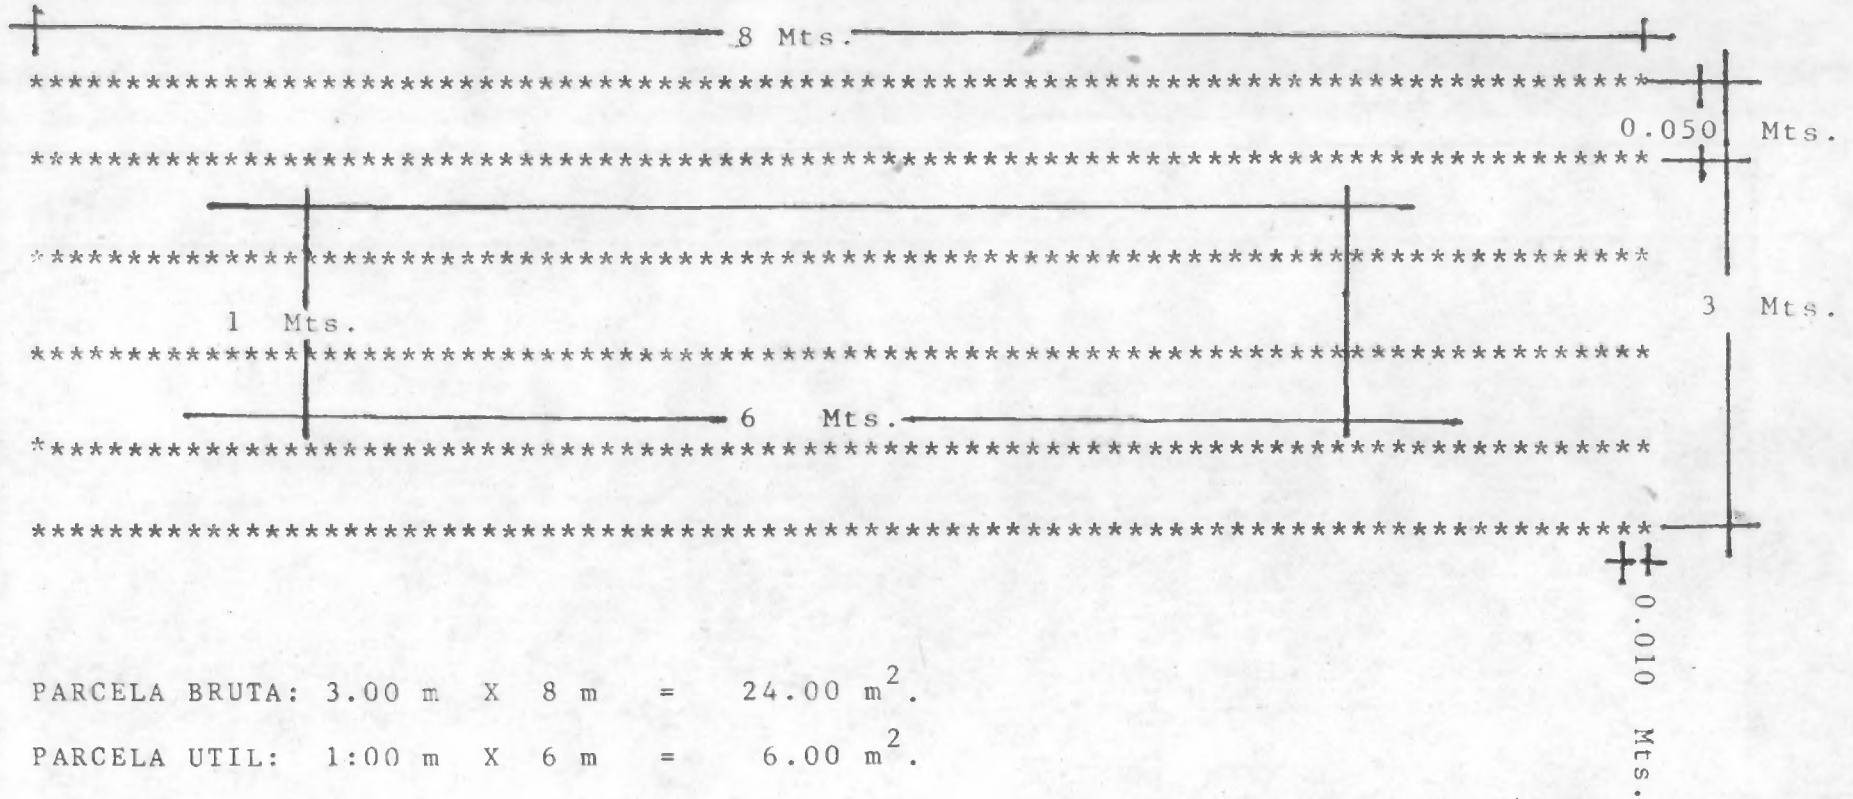 8 Mts.
0.050 Mts.
1 Mts.
3 Mts.
6 Mts.
0.010 Mts.
PARCELA BRUTA: 3.00 m X 8 m = 24.00 m².
PARCELA UTIL: 1:00 m X 6 m = 6.00 m².